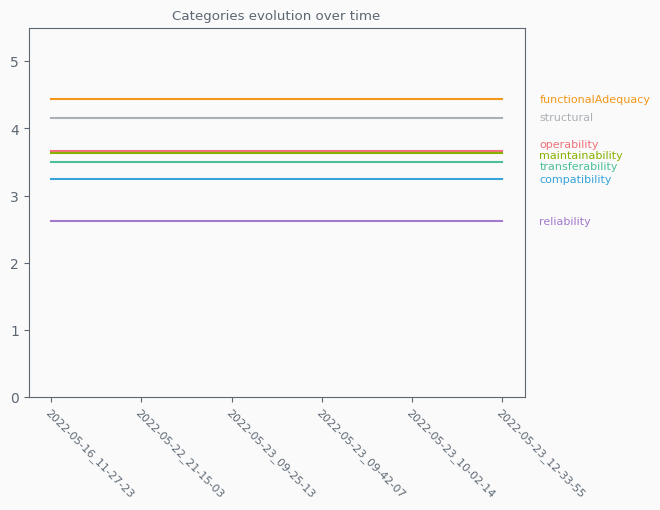 Categories evolution over time
5
4
3
2
1
0
functionalAdequacy
structural
operability
maintainability
transferability
compatibility
reliability
2022-05-16_11-27-23
2022-05-22_21-15-03
2022-05-23_09-25-13
2022-05-23_09-42-07
2022-05-23_10-02-14
2022-05-23_12-33-55